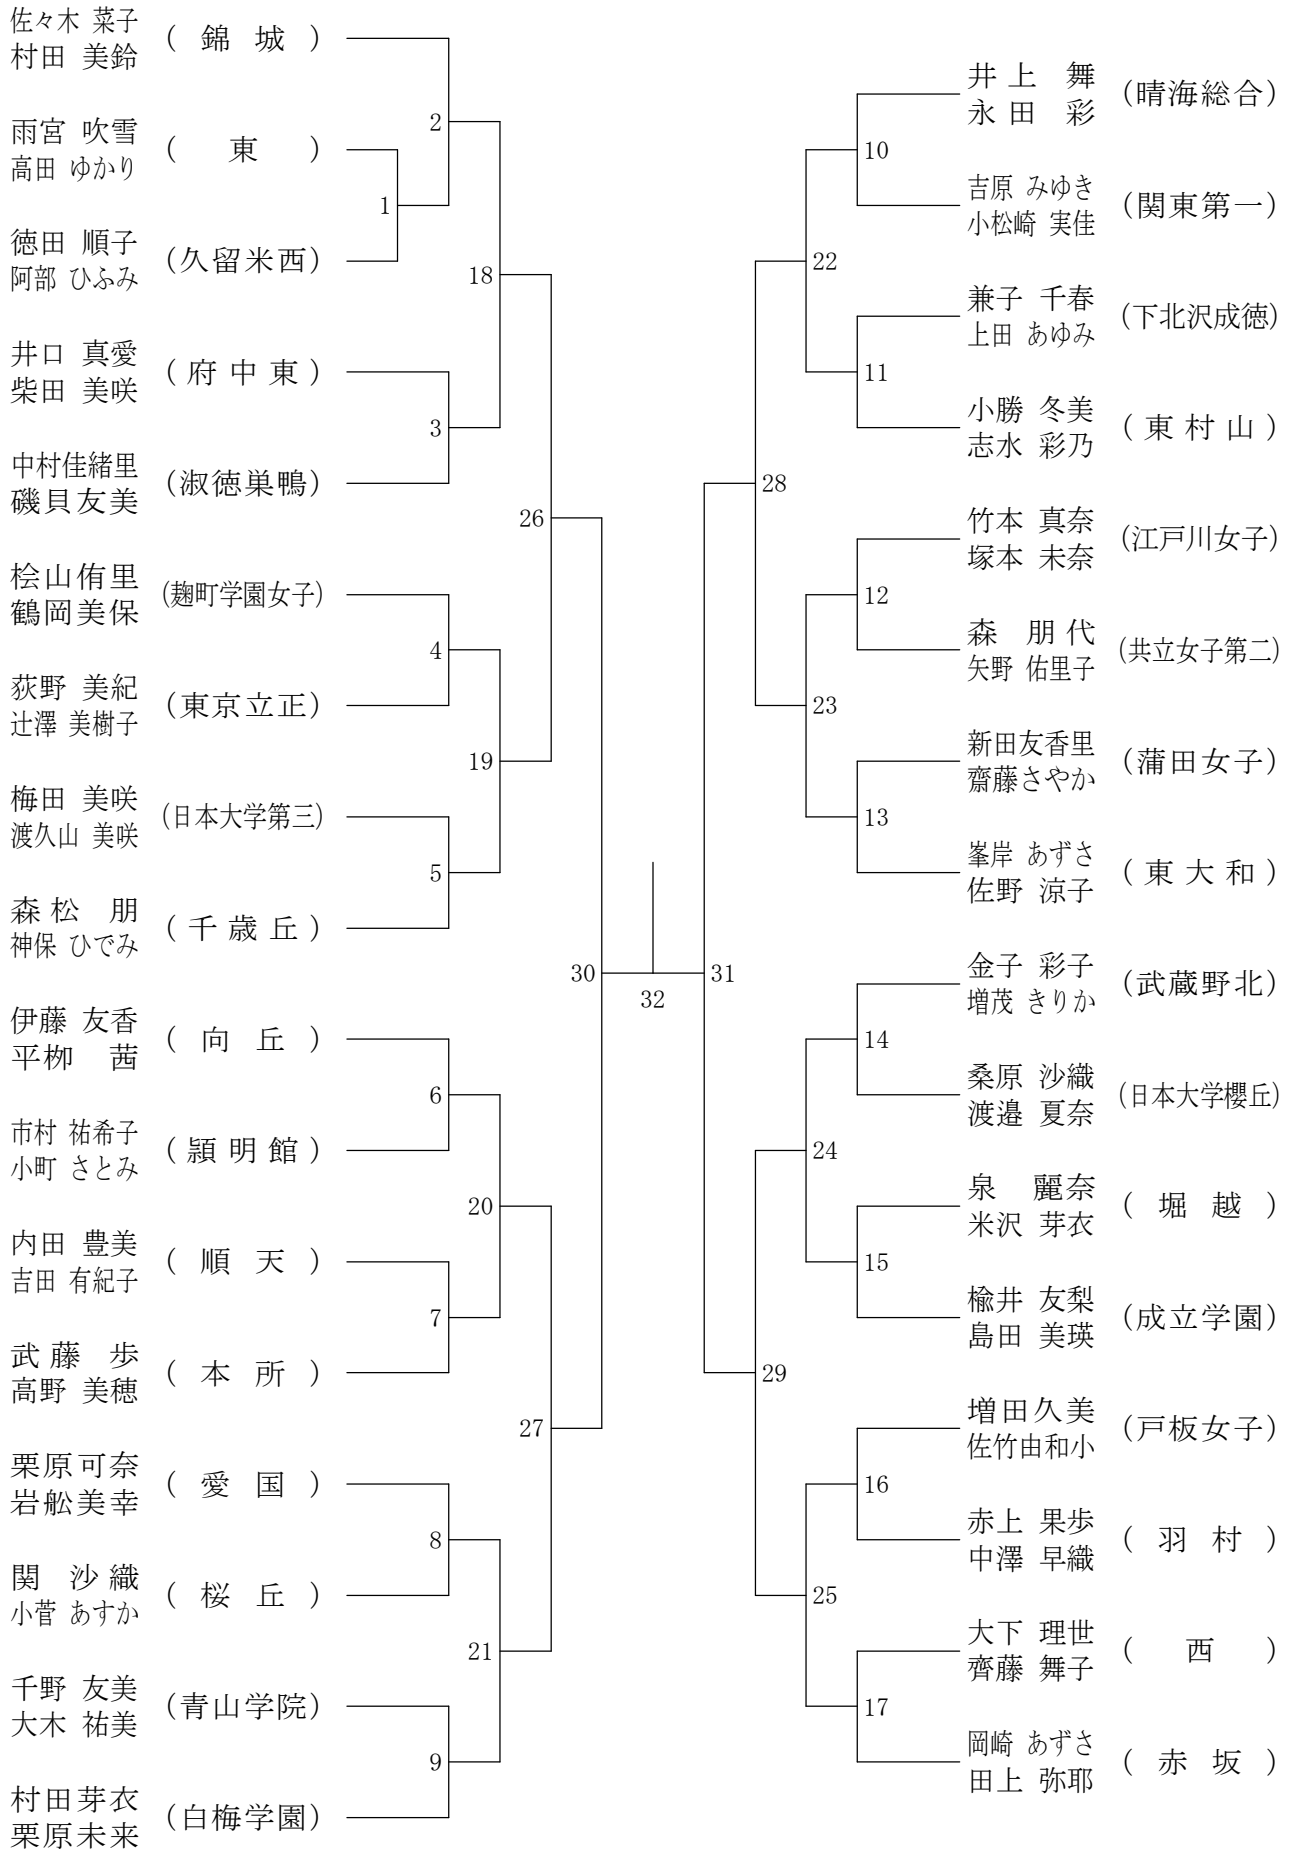 佐々木 菜子
村田 美鈴
(錦城)
雨宮 吹雪
高田 ゆかり
(東)
徳田 順子
阿部 ひふみ
(久留米西)
井口 真愛
柴田 美咲
(府中東)
中村佳緒里
磯貝友美
(淑徳巣鴨)
桧山侑里
鶴岡美保
(麹町学園女子)
荻野 美紀
辻澤 美樹子
(東京立正)
梅田 美咲
渡久山 美咲
(日本大学第三)
森松 朋
神保 ひでみ
(千歳丘)
伊藤 友香
平栁 茜
(向丘)
市村 祐希子
小町 さとみ
(頴明館)
内田 豊美
吉田 有紀子
(順天)
武藤 歩
高野 美穂
(本所)
栗原可奈
岩舩美幸
(愛国)
関 沙織
小菅 あすか
(桜丘)
千野 友美
大木 祐美
(青山学院)
村田芽衣
栗原未来
(白梅学園)
1
2
3
4
5
6
7
8
9
18
19
20
21
26
27
30
32
31
28
29
22
23
24
25
10
11
12
13
14
15
16
17
井上 舞
永田 彩
(晴海総合)
吉原 みゆき
小松崎 実佳
(関東第一)
兼子 千春
上田 あゆみ
(下北沢成徳)
小勝 冬美
志水 彩乃
(東村山)
竹本 真奈
塚本 未奈
(江戸川女子)
森 朋代
矢野 佑里子
(共立女子第二)
新田友香里
齋藤さやか
(蒲田女子)
峯岸 あずさ
佐野 涼子
(東大和)
金子 彩子
増茂 きりか
(武蔵野北)
桑原 沙織
渡邉 夏奈
(日本大学櫻丘)
泉 麗奈
米沢 芽衣
(堀越)
楡井 友梨
島田 美瑛
(成立学園)
増田久美
佐竹由和小
(戸板女子)
赤上 果歩
中澤 早織
(羽村)
大下 理世
齊藤 舞子
(西)
岡崎 あずさ
田上 弥耶
(赤坂)